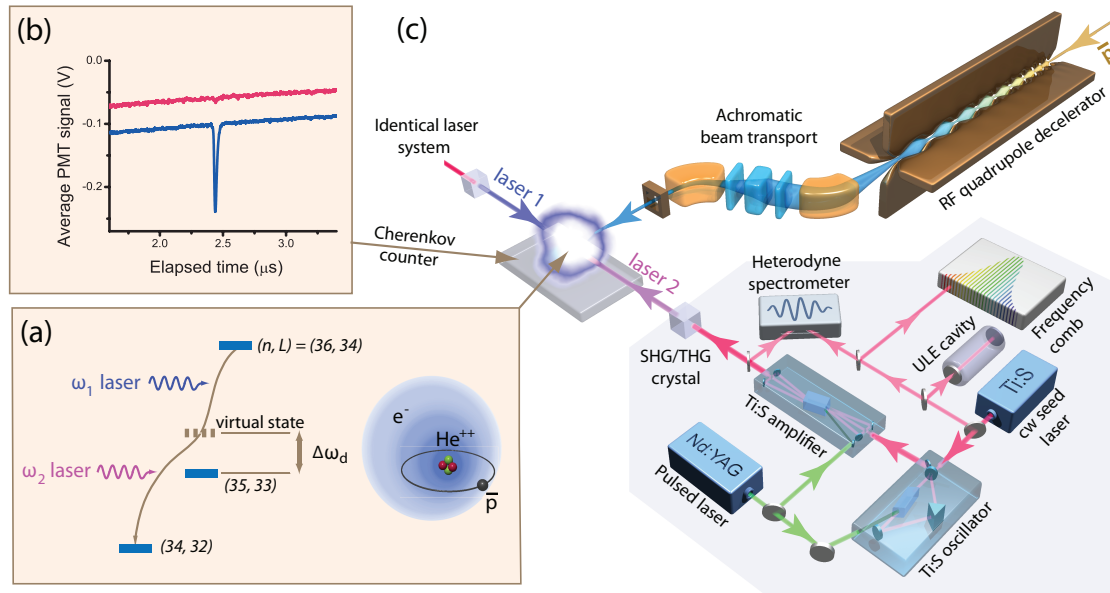 (b)
Average PMT signal (V)
0.0
-0.1
-0.2
2.0
2.5
3.0
Elapsed time (μs)
(a)
(n, L) = (36, 34)
ω1 laser
virtual state
Δωd
ω2 laser
(35, 33)
(34, 32)
e-
He++
p̅
(c)
Identical laser
system
laser 1
Cherenkov
counter
laser 2
Achromatic
beam transport
RF quadrupole decelerator
Heterodyne
spectrometer
Frequency
comb
ULE cavity
SHG/THG
crystal
Ti:S amplifier
Ti:S
cw seed
laser
Nd:YAG
Pulsed laser
Ti:S oscillator